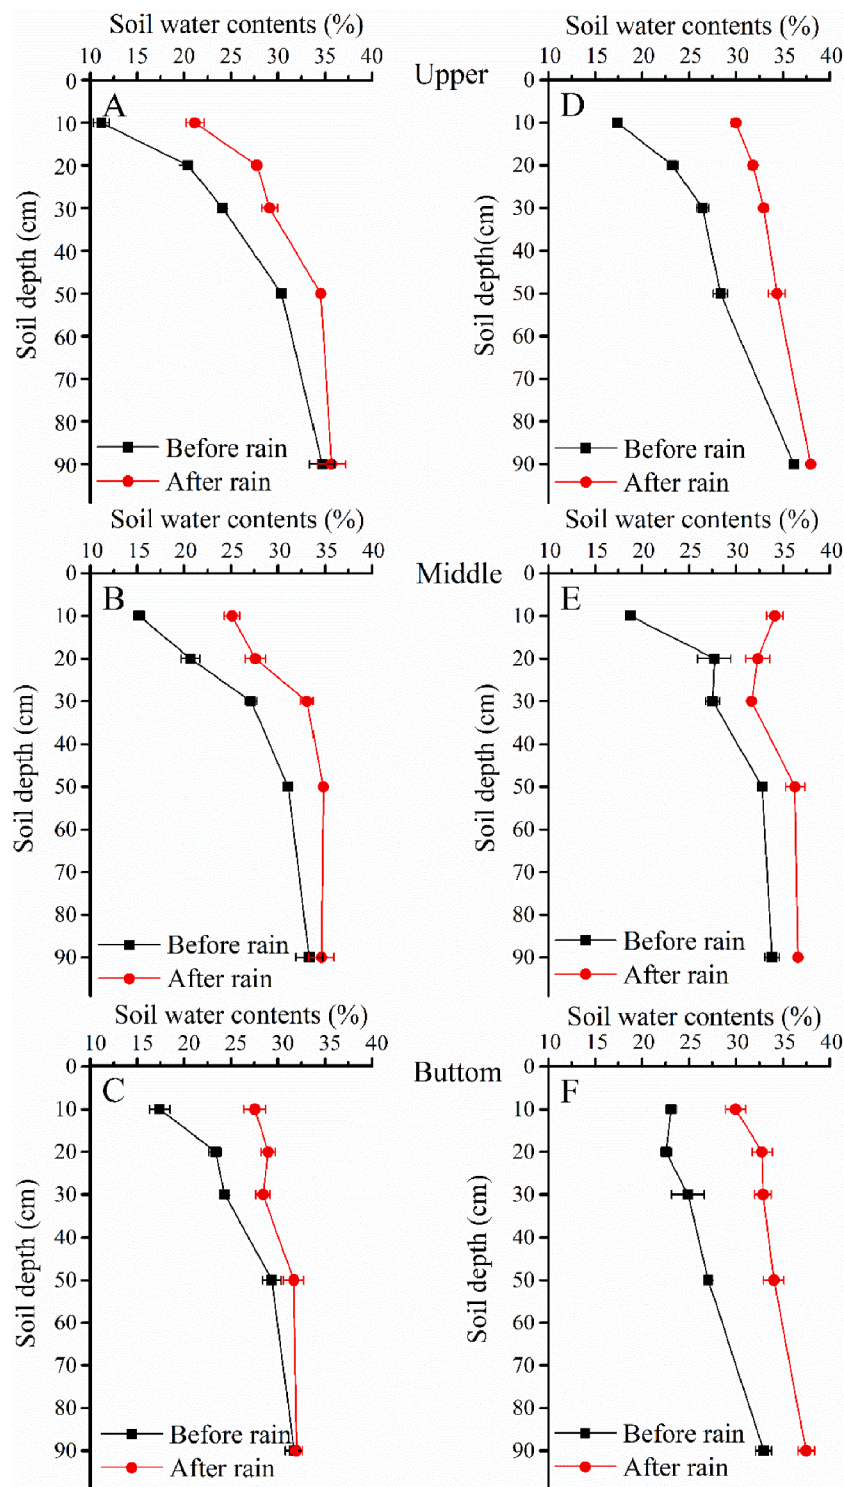 Soil water contents (%)
10 15 20 25 30 35 40
0
10
20
30
40
50
60
70
80
90
Soil depth (cm)
A
Before rain
After rain
Upper
Soil water contents (%)
10 15 20 25 30 35 40
0
10
20
30
40
50
60
70
80
90
Soil depth(cm)
D
Before rain
After rain
Soil water contents (%)
10 15 20 25 30 35 40
0
10
20
30
40
50
60
70
80
90
Soil depth (cm)
B
Before rain
After rain
Middle
Soil water contents (%)
10 15 20 25 30 35 40
0
10
20
30
40
50
60
70
80
90
Soil depth (cm)
E
Before rain
After rain
Soil water contents (%)
10 15 20 25 30 35 40
0
10
20
30
40
50
60
70
80
90
Soil depth (cm)
C
Before rain
After rain
Buttom
Soil water contents (%)
10 15 20 25 30 35 40
0
10
20
30
40
50
60
70
80
90
Soil depth (cm)
F
Before rain
After rain